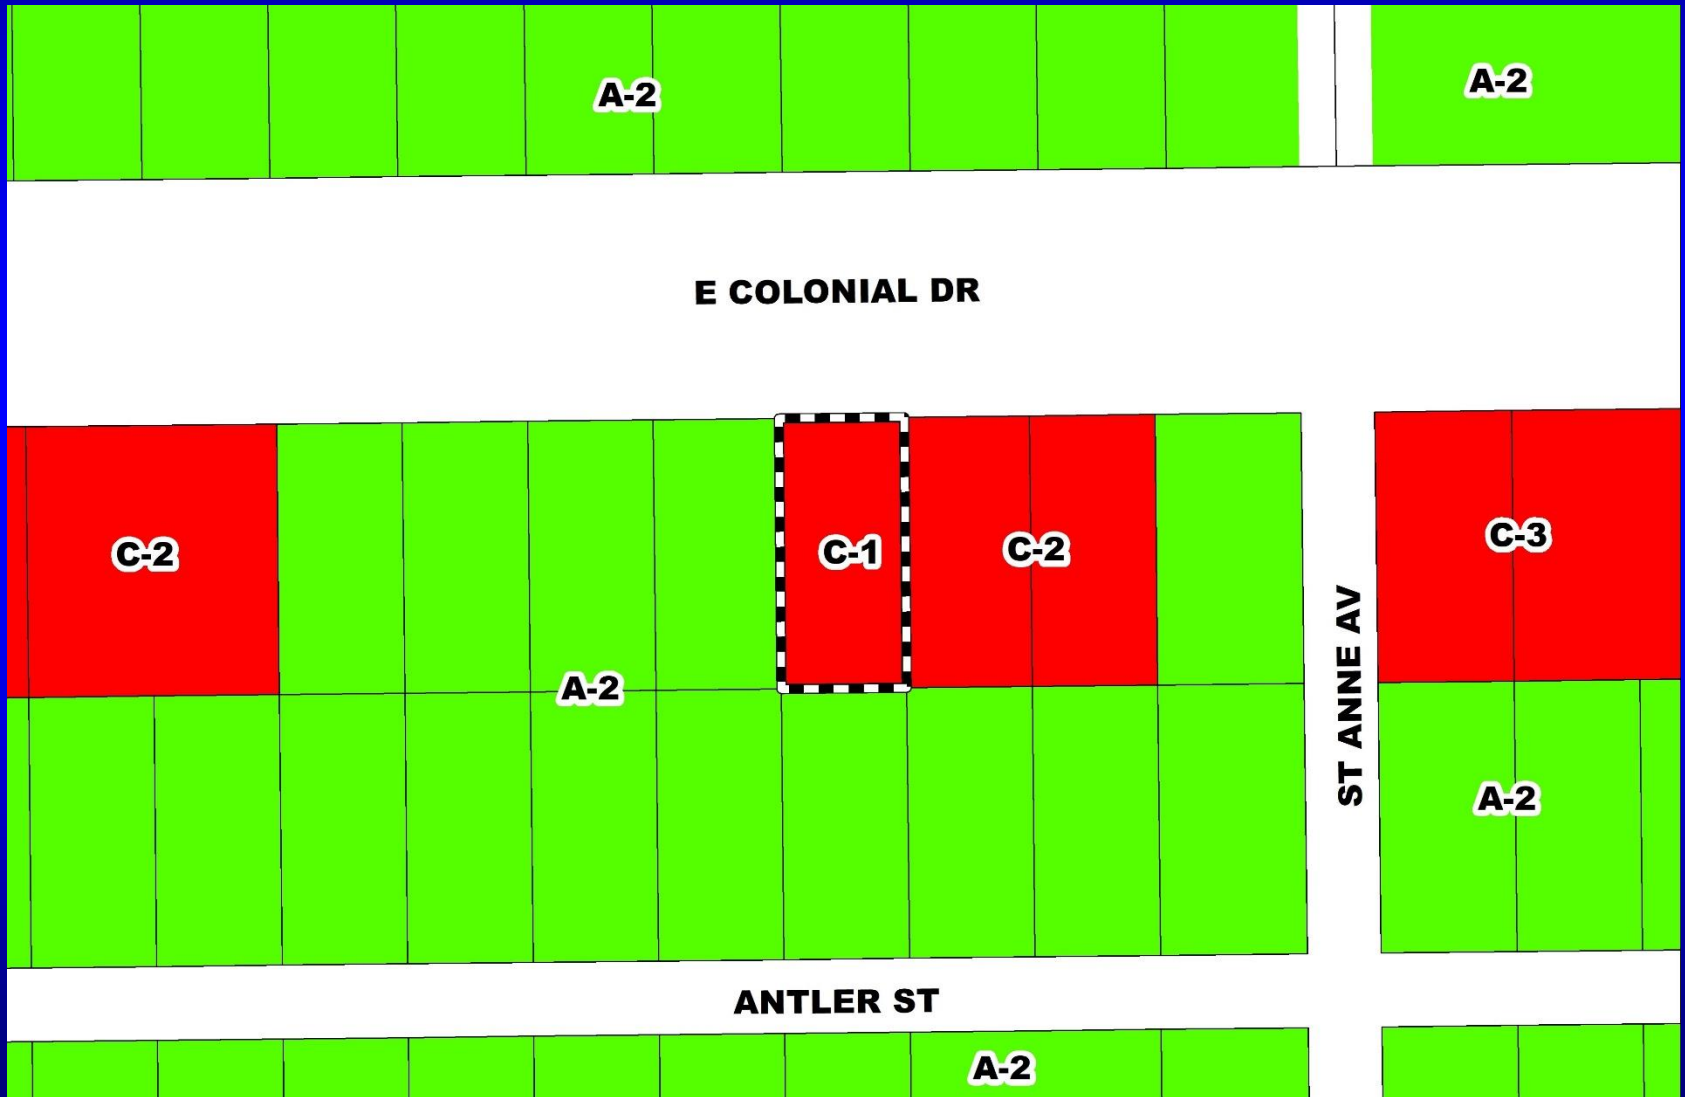 A-2
A-2
E COLONIAL DR
C-2
C-1
C-2
C-3
A-2
ST ANNE AV
A-2
ANTLER ST
A-2